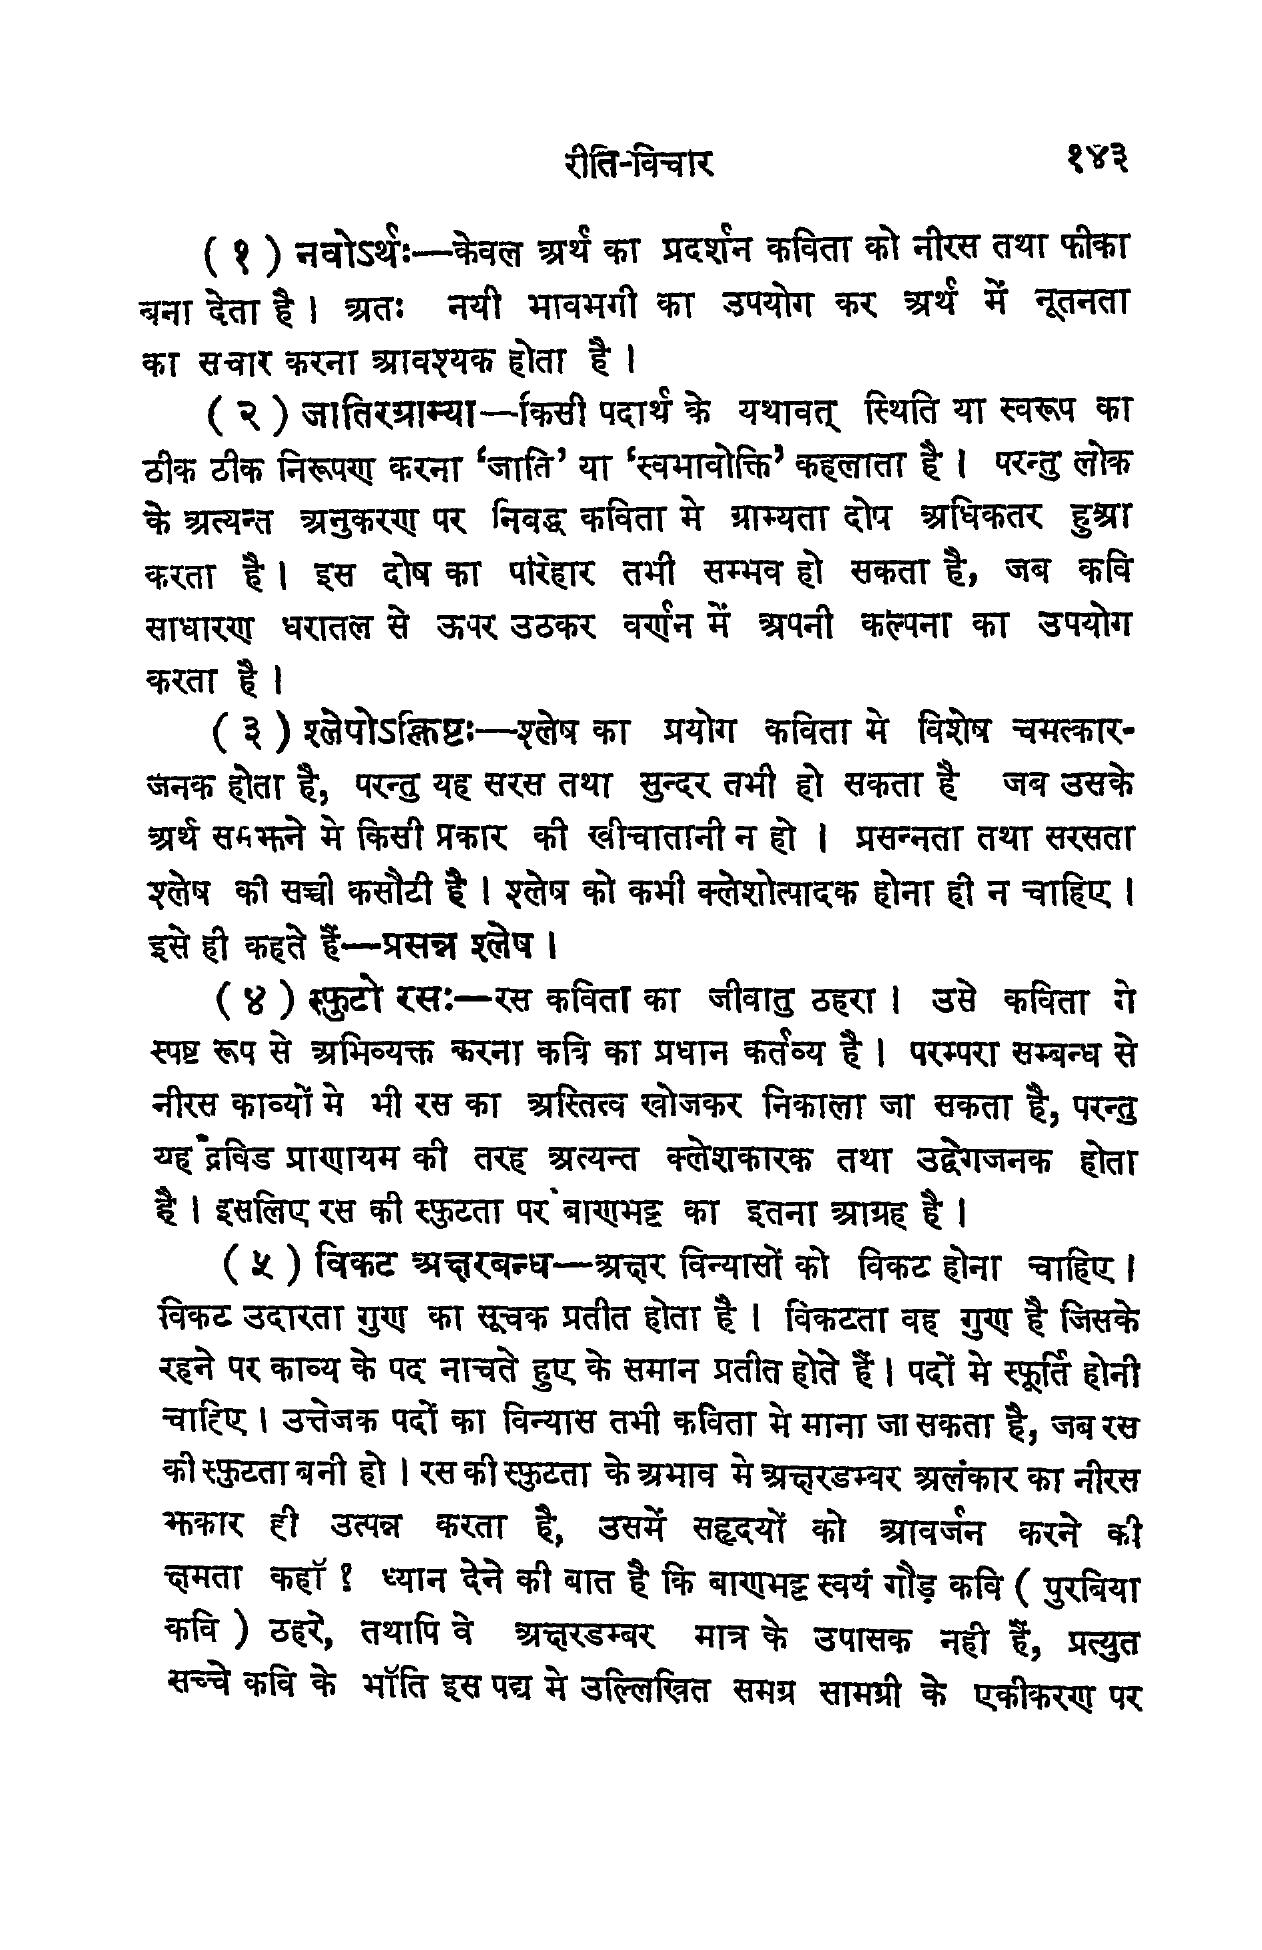 रीति-विचार १४३
( १ ) नवोऽर्थः—केवल अर्थ का प्रदर्शन कविता को नीरस तथा फीका
बना देता है । अतः नयी भावभगी का उपयोग कर अर्थ में नूतनता
का सचार करना आवश्यक होता है ।
( २ ) जातिरग्राम्या—किसी पदार्थ के यथावत् स्थिति या स्वरूप का
ठीक ठीक निरूपण करना ‘जाति’ या ‘स्वभावोक्ति’ कहलाता है । परन्तु लोक
के अत्यन्त अनुकरण पर निबद्ध कविता मे ग्राम्यता दोप अधिकतर हुआ
करता है । इस दोष का परिहार तभी सम्भव हो सकता है, जब कवि
साधारण धरातल से ऊपर उठकर वर्णन में अपनी कल्पना का उपयोग
करता है ।
( ३ ) श्लेपोऽक्लिष्टः—श्लेष का प्रयोग कविता मे विशेष चमत्कार-
जनक होता है, परन्तु यह सरस तथा सुन्दर तभी हो सकता है जब उसके
अर्थ समझने मे किसी प्रकार की खीचातानी न हो । प्रसन्नता तथा सरसता
श्लेष की सच्ची कसौटी है । श्लेष को कभी क्लेशोत्पादक होना ही न चाहिए ।
इसे ही कहते हैं—प्रसन्न श्लेष ।
( ४ ) स्फुटो रसः—रस कविता का जीवातु ठहरा । उसे कविता मे
स्पष्ट रूप से अभिव्यक्त करना कवि का प्रधान कर्तव्य है । परम्परा सम्बन्ध से
नीरस काव्यों मे भी रस का अस्तित्व खोजकर निकाला जा सकता है, परन्तु
यह द्रविड प्राणायम की तरह अत्यन्त क्लेशकारक तथा उद्वेगजनक होता
है । इसलिए रस की स्फुटता पर बाणभट्ट का इतना आग्रह है ।
( ५ ) विकट अक्षरबन्ध—अक्षर विन्यासों को विकट होना चाहिए ।
विकट उदारता गुण का सूचक प्रतीत होता है । विकटता वह गुण है जिसके
रहने पर काव्य के पद नाचते हुए के समान प्रतीत होते हैं । पदों मे स्फूर्ति होनी
चाहिए । उत्तेजक पदों का विन्यास तभी कविता मे माना जा सकता है, जब रस
की स्फुटता बनी हो । रस की स्फुटता के अभाव मे अक्षरडम्बर अलंकार का नीरस
झकार ही उत्पन्न करता है, उसमें सहृदयों को आवर्जन करने की
क्षमता कहॉ ? ध्यान देने की बात है कि बाणभट्ट स्वयं गौड़ कवि ( पुरबिया
कवि ) ठहरे, तथापि वे अक्षरडम्बर मात्र के उपासक नही हैं, प्रत्युत
सच्चे कवि के भॉति इस पद्य मे उल्लिखित समग्र सामग्री के एकीकरण पर